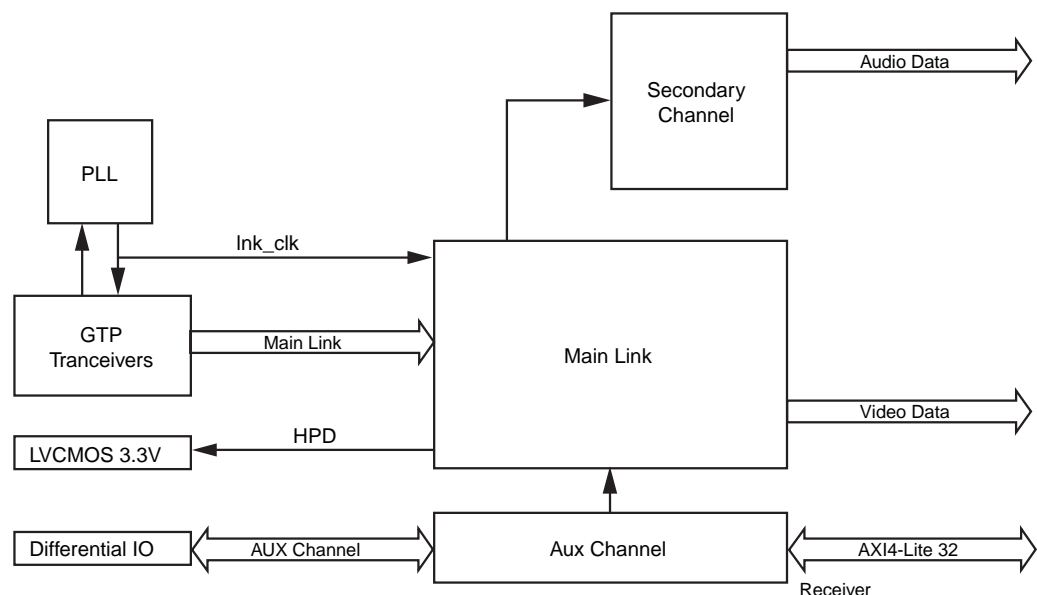 Audio Data
Secondary
Channel
PLL
lnk_clk
GTP
Tranceivers
Main Link
Main Link
Video Data
HPD
LVCMOS 3.3V
Differential IO
AUX Channel
Aux Channel
AXI4-Lite 32
Receiver